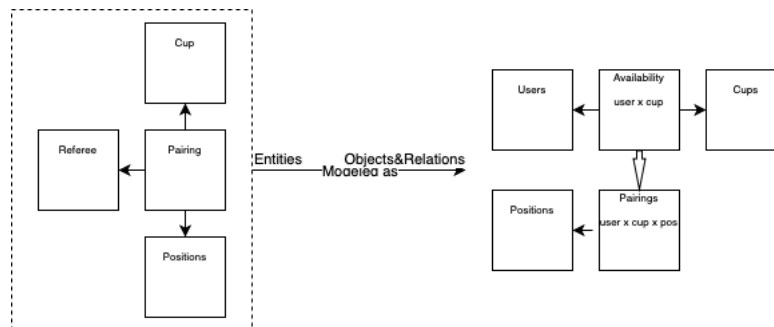 Cup
Referee
Pairing
Positions
Entities
Objects&Relations
Modeled as
Users
Availability
user x cup
Cups
Positions
Pairings
user x cup x pos